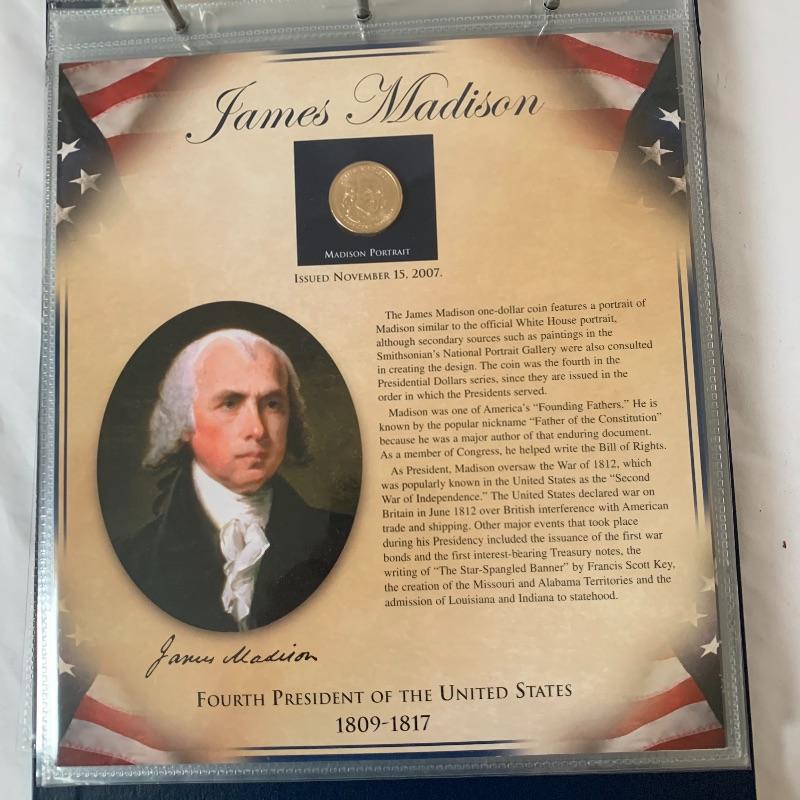 James Madison
MADISON PORTRAIT
ISSUED NOVEMBER 15, 2007.
The James Madison one-dollar coin features a portrait of
Madison similar to the official White House portrait,
although secondary sources such as paintings in the
Smithsonian's National Portrait Gallery were also consulted
in creating the design. The coin was the fourth in the
Presidential Dollars series, since they are issued in the
order in which the Presidents served.
Madison was one of America's “Founding Fathers.” He is
known by the popular nickname “Father of the Constitution”
because he was a major author of that enduring document.
As a member of Congress, he helped write the Bill of Rights.
As President, Madison oversaw the War of 1812, which
was popularly known in the United States as the “Second
War of Independence.” The United States declared war on
Britain in June 1812 over British interference with American
trade and shipping. Other major events that took place
during his Presidency included the issuance of the first war
bonds and the first interest-bearing Treasury notes, the
writing of “The Star-Spangled Banner” by Francis Scott Key,
the creation of the Missouri and Alabama Territories and the
admission of Louisiana and Indiana to statehood.
James Madison
FOURTH PRESIDENT OF THE UNITED STATES
1809-1817